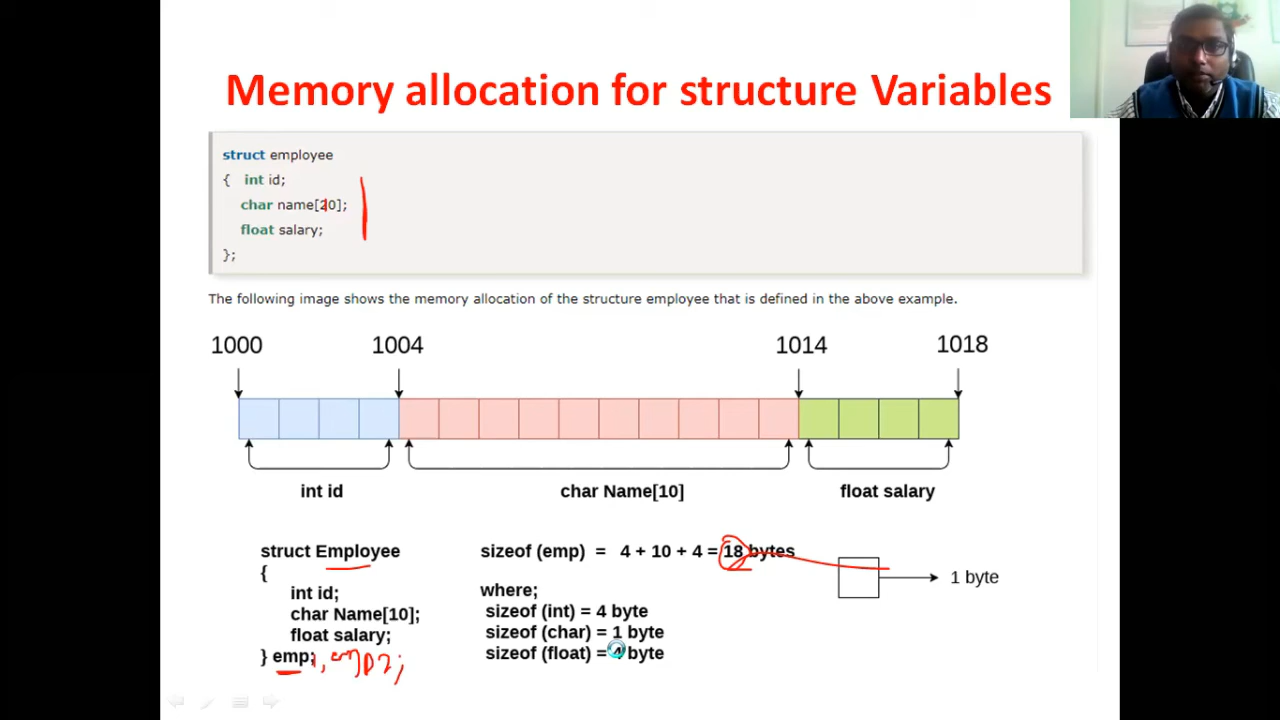 Memory allocation for structure Variables
struct employee
{ int id;
char name[20];
float salary;
};
The following image shows the memory allocation of the structure employee that is defined in the above example.
1000 1004 1014 1018
int id char Name[10] float salary
struct Employee
{
int id;
char Name[10];
float salary;
} emp;, emp2;
sizeof (emp) = 4 + 10 + 4 = 18 bytes
where;
sizeof (int) = 4 byte
sizeof (char) = 1 byte
sizeof (float) = byte
1 byte